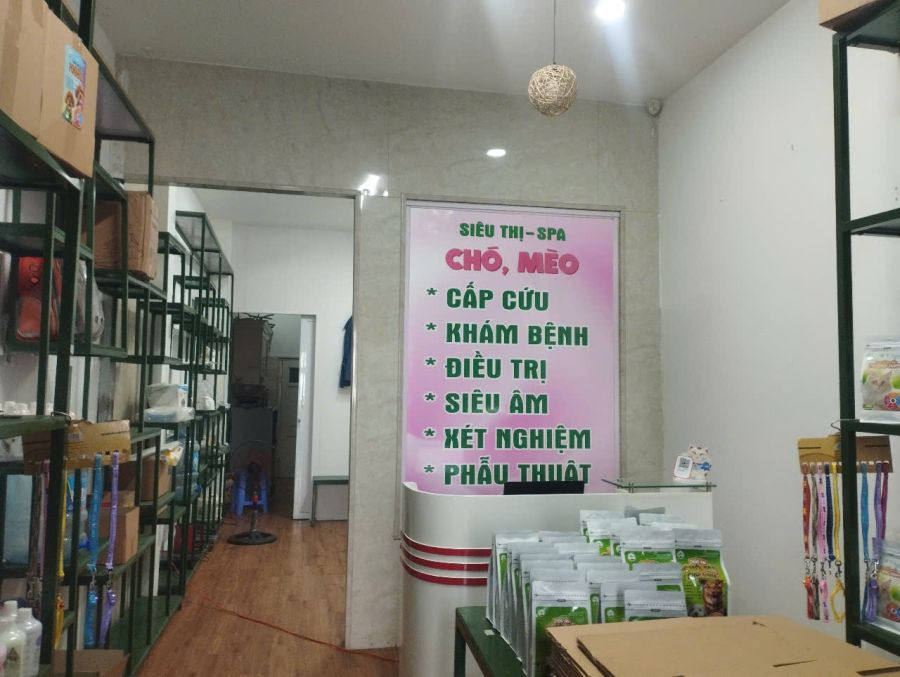 SIÊU THỊ - SPA
CHÓ, MÈO
* CẤP CỨU
* KHÁM BỆNH
* ĐIỀU TRỊ
* SIÊU ÂM
* XÉT NGHIỆM
* PHẪU THUẬT